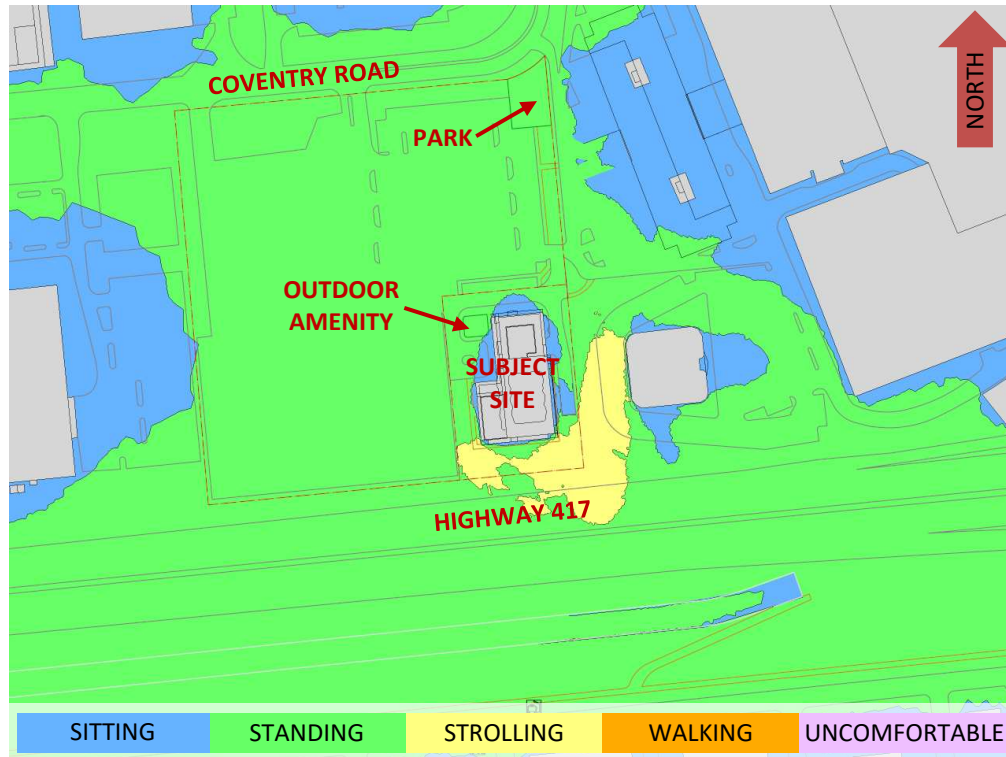 NORTH
COVENTRY ROAD
PARK
OUTDOOR
AMENITY
SUBJECT
SITE
HIGHWAY 417
SITTING STANDING STROLLING WALKING UNCOMFORTABLE